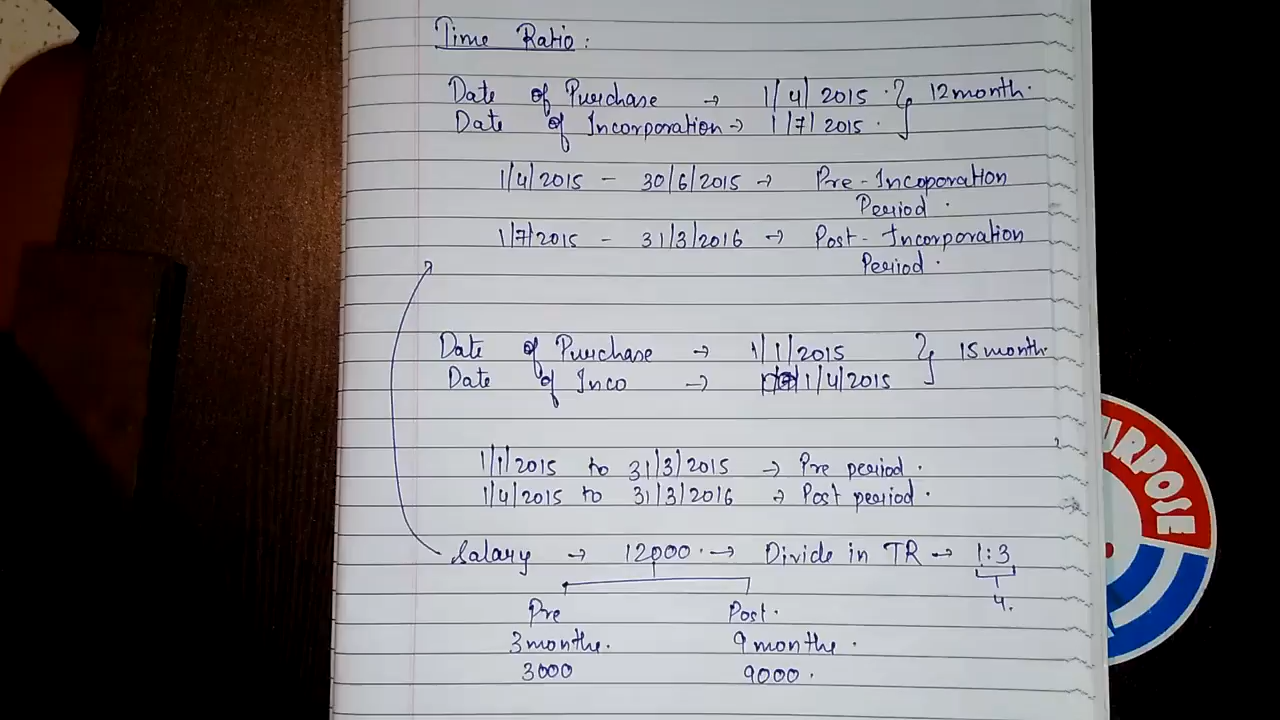 Time Ratio:
Date of Purchase → 1/4/2015. } 12 month.
Date of Incorporation → 1/7/2015.
1/4/2015 - 30/6/2015 → Pre-Incoporation
Period.
1/7/2015 - 31/3/2016 → Post-Incorporation
Period.
Date of Purchase → 1/1/2015 } 15 month.
Date of Inco → 1/4/2015
1/1/2015 to 31/3/2015 → Pre period.
1/4/2015 to 31/3/2016 → Post period.
Salary → 12000. → Divide in TR → 1:3
4.
Pre Post.
3 months. 9 months.
3000 9000.
URPOSE